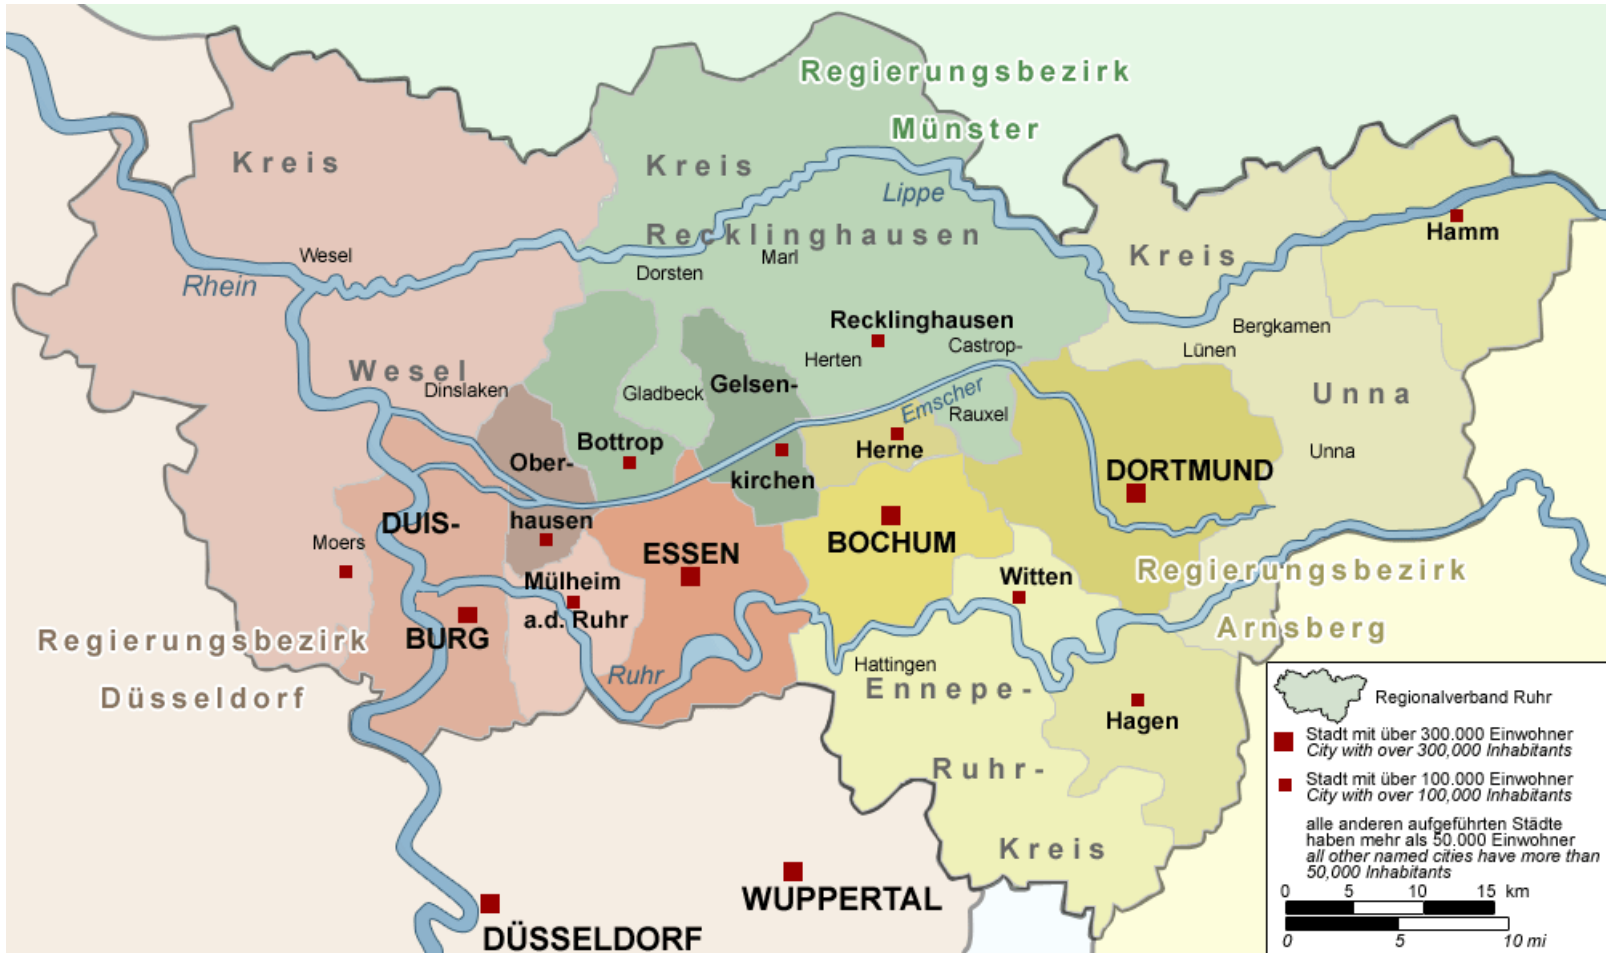 Regierungsbezirk
Münster
Kreis
Kreis
Lippe
Recklinghausen
Hamm
Kreis
Wesel
Marl
Dorsten
Rhein
Recklinghausen
Bergkamen
Castrop-
Lünen
Herten
Wesel
Dinslaken
Gladbeck
Gelsen-
Emscher
Unna
Rauxel
Bottrop
Herne
Unna
Ober-
kirchen
DORTMUND
DUIS-
hausen
Moers
ESSEN
BOCHUM
Regierungsbezirk
Mülheim
Witten
a.d. Ruhr
Arnsberg
BURG
Regierungsbezirk
Düsseldorf
Ruhr
Hattingen
Ennepe-
Hagen
Ruhr-
Kreis
WUPPERTAL
DÜSSELDORF
Regionalverband Ruhr
Stadt mit über 300.000 Einwohner
City with over 300,000 Inhabitants
Stadt mit über 100.000 Einwohner
City with over 100,000 Inhabitants
alle anderen aufgeführten Städte
haben mehr als 50.000 Einwohner
all other named cities have more than
50,000 Inhabitants
0 5 10 15 km
0 5 10 mi